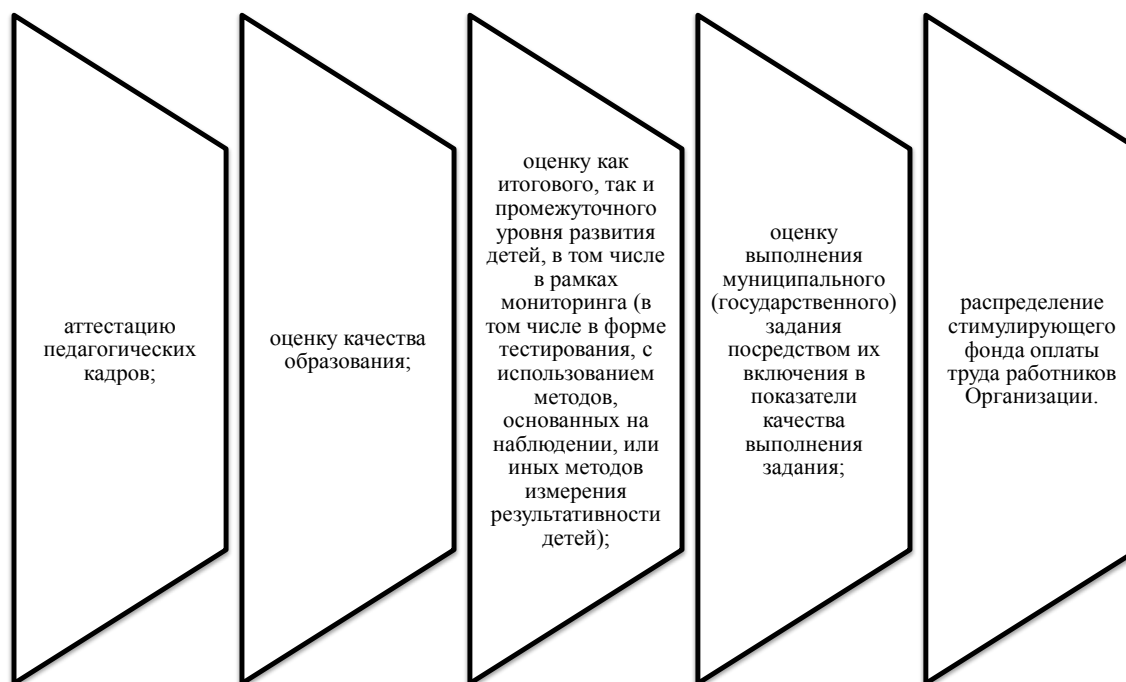 аттестацию
педагогических
кадров;
оценку качества
образования;
оценку как
итогового, так и
промежуточного
уровня развития
детей, в том числе
в рамках
мониторинга (в
том числе в форме
тестирования, с
использованием
методов,
основанных на
наблюдении, или
иных методов
измерения
результативности
детей);
оценку
выполнения
муниципального
(государственного)
задания
посредством их
включения в
показатели
качества
выполнения
задания;
распределение
стимулирующего
фонда оплаты
труда работников
Организации.